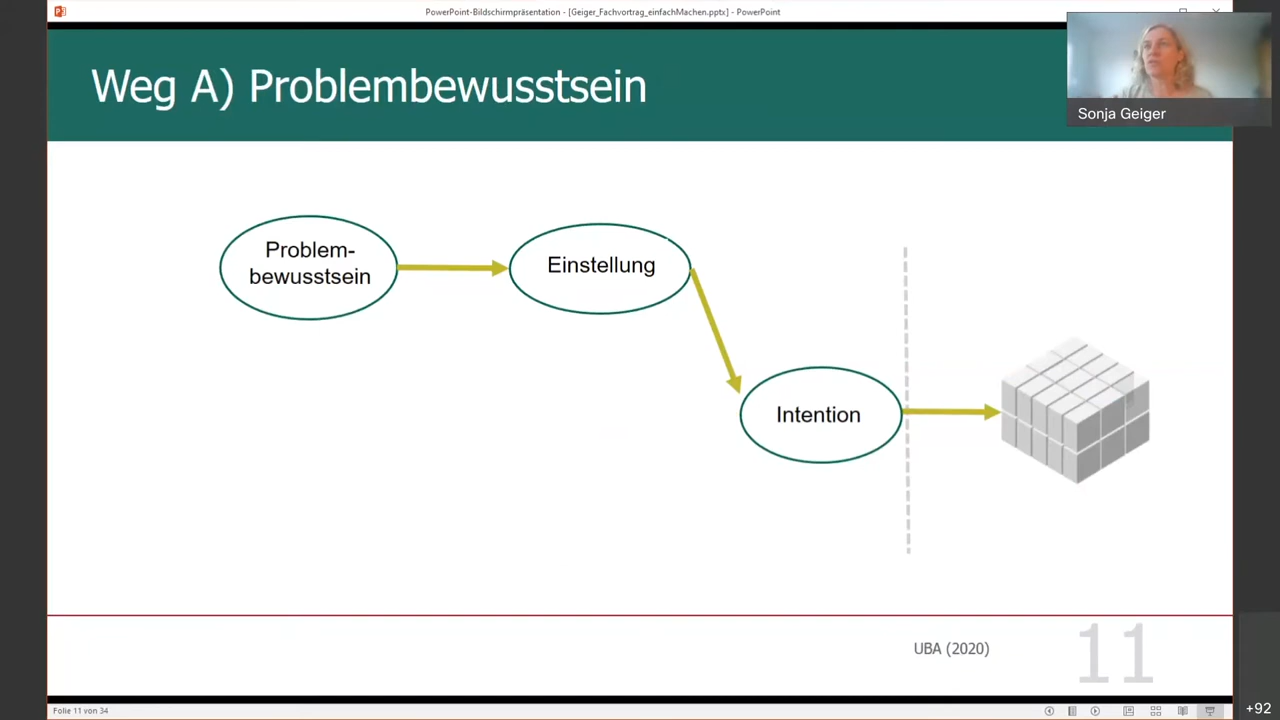 PowerPoint-Bildschirmpräsentation - [Geiger_Fachvortrag_einfachMachen.pptx] - PowerPoint
Weg A) Problembewusstsein
Sonja Geiger
Problem-
bewusstsein
Einstellung
Intention
UBA (2020)
11
Folie 11 von 34
+92